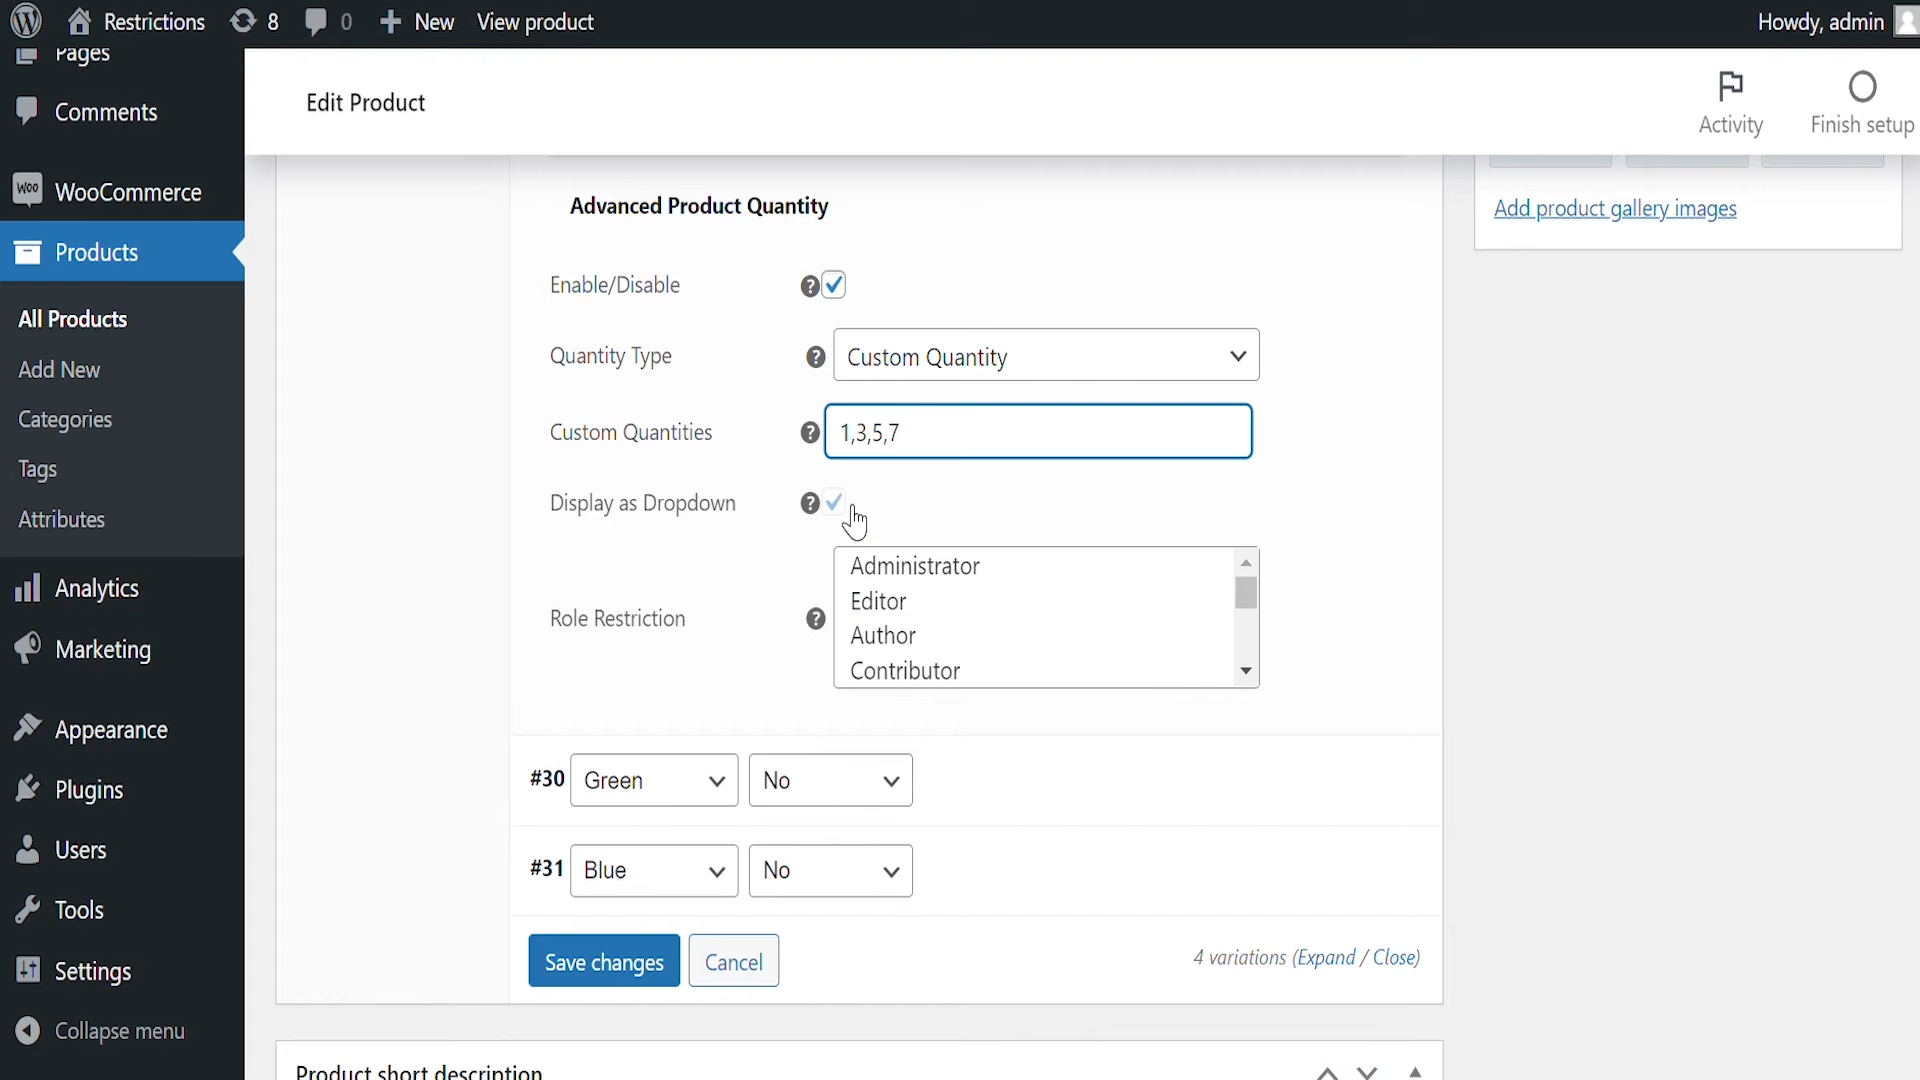 Restrictions 8 0 New View product Howdy, admin
Pages
Comments
WooCommerce
Products
All Products
Add New
Categories
Tags
Attributes
Analytics
Marketing
Appearance
Plugins
Users
Tools
Settings
Collapse menu
Edit Product
Activity
Finish setup
Advanced Product Quantity
Enable/Disable
Quantity Type Custom Quantity
Custom Quantities 1,3,5,7
Display as Dropdown
Role Restriction
Administrator
Editor
Author
Contributor
#30 Green No
#31 Blue No
Save changes Cancel 4 variations (Expand / Close)
Product short description
Add product gallery images